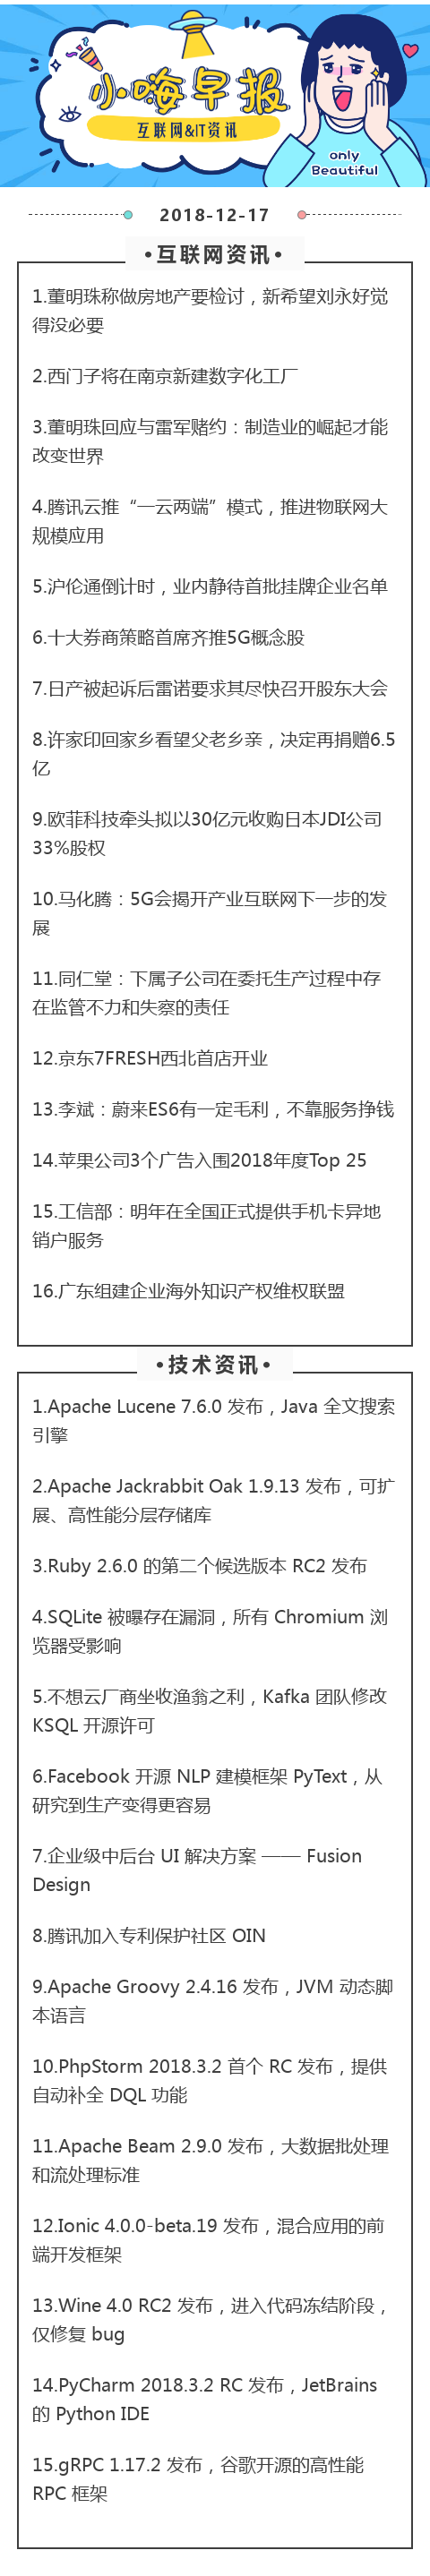 小嗨早报
互联网&IT资讯
only
Beautiful
2018-12-17
•互联网资讯•
1.董明珠称做房地产要检讨，新希望刘永好觉
得没必要
2.西门子将在南京新建数字化工厂
3.董明珠回应与雷军赌约：制造业的崛起才能
改变世界
4.腾讯云推“一云两端”模式，推进物联网大
规模应用
5.沪伦通倒计时，业内静待首批挂牌企业名单
6.十大券商策略首席齐推5G概念股
7.日产被起诉后雷诺要求其尽快召开股东大会
8.许家印回家乡看望父老乡亲，决定再捐赠6.5
亿
9.欧菲科技牵头拟以30亿元收购日本JDI公司
33%股权
10.马化腾：5G会揭开产业互联网下一步的发
展
11.同仁堂：下属子公司在委托生产过程中存
在监管不力和失察的责任
12.京东7FRESH西北首店开业
13.李斌：蔚来ES6有一定毛利，不靠服务挣钱
14.苹果公司3个广告入围2018年度Top 25
15.工信部：明年在全国正式提供手机卡异地
销户服务
16.广东组建企业海外知识产权维权联盟
•技术资讯•
1.Apache Lucene 7.6.0 发布，Java 全文搜索
引擎
2.Apache Jackrabbit Oak 1.9.13 发布，可扩
展、高性能分层存储库
3.Ruby 2.6.0 的第二个候选版本 RC2 发布
4.SQLite 被曝存在漏洞，所有 Chromium 浏
览器受影响
5.不想云厂商坐收渔翁之利，Kafka 团队修改
KSQL 开源许可
6.Facebook 开源 NLP 建模框架 PyText，从
研究到生产变得更容易
7.企业级中后台 UI 解决方案 —— Fusion
Design
8.腾讯加入专利保护社区 OIN
9.Apache Groovy 2.4.16 发布，JVM 动态脚
本语言
10.PhpStorm 2018.3.2 首个 RC 发布，提供
自动补全 DQL 功能
11.Apache Beam 2.9.0 发布，大数据批处理
和流处理标准
12.Ionic 4.0.0-beta.19 发布，混合应用的前
端开发框架
13.Wine 4.0 RC2 发布，进入代码冻结阶段，
仅修复 bug
14.PyCharm 2018.3.2 RC 发布，JetBrains
的 Python IDE
15.gRPC 1.17.2 发布，谷歌开源的高性能
RPC 框架